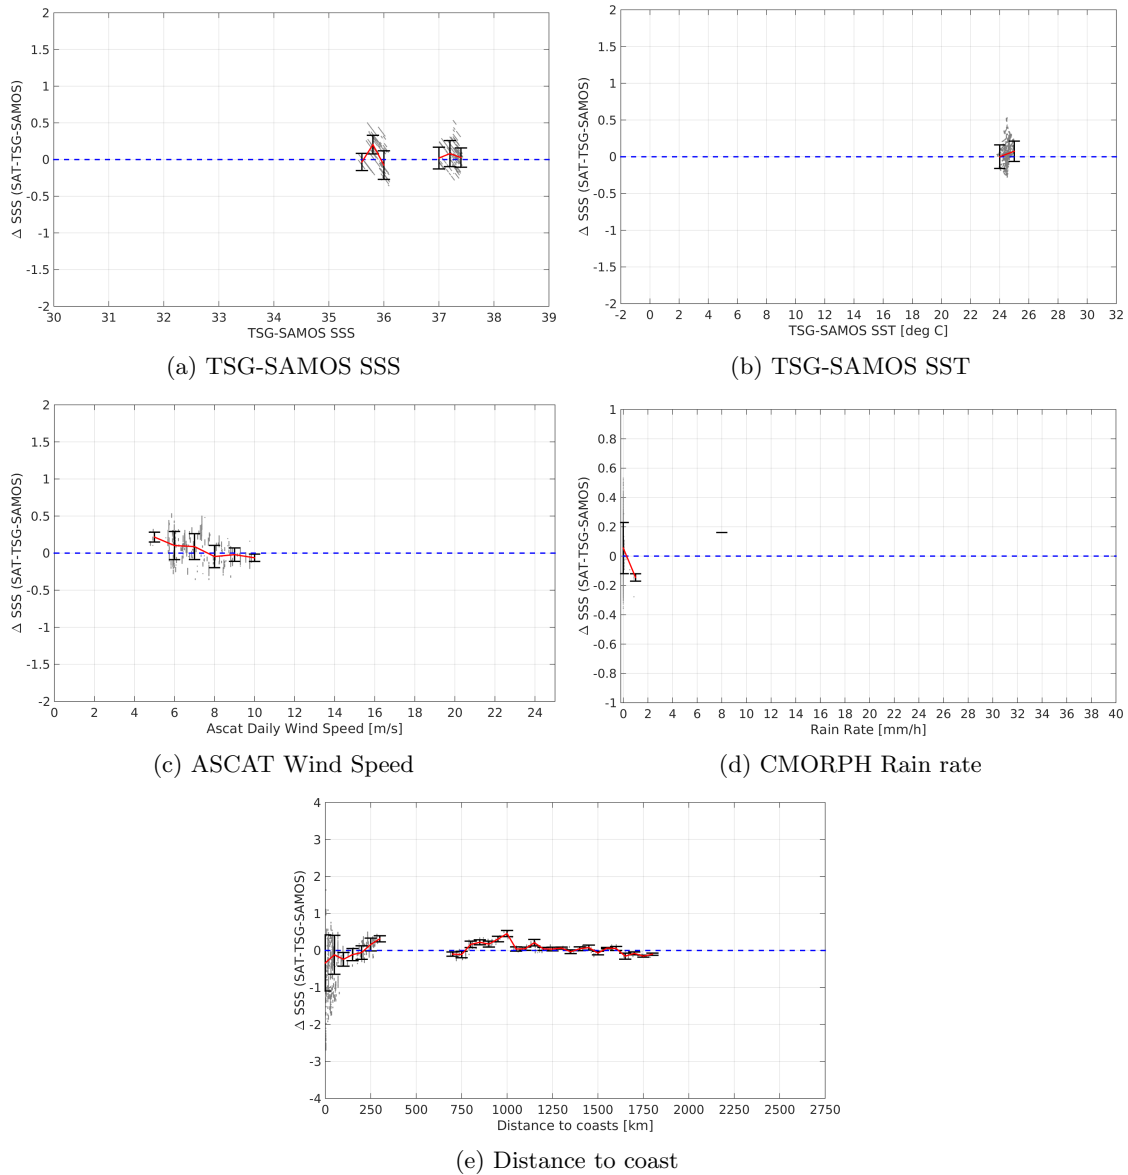 2
1.5
1
0.5
0
-0.5
-1
-1.5
-2
Δ SSS (SAT-TSG-SAMOS)
30 31 32 33 34 35 36 37 38 39
TSG-SAMOS SSS
(a) TSG-SAMOS SSS
2
1.5
1
0.5
0
-0.5
-1
-1.5
-2
Δ SSS (SAT-TSG-SAMOS)
-2 0 2 4 6 8 10 12 14 16 18 20 22 24 26 28 30 32
TSG-SAMOS SST [deg C]
(b) TSG-SAMOS SST
2
1.5
1
0.5
0
-0.5
-1
-1.5
-2
Δ SSS (SAT-TSG-SAMOS)
0 2 4 6 8 10 12 14 16 18 20 22 24
Ascat Daily Wind Speed [m/s]
(c) ASCAT Wind Speed
1
0.8
0.6
0.4
0.2
0
-0.2
-0.4
-0.6
-0.8
-1
Δ SSS (SAT-TSG-SAMOS)
0 2 4 6 8 10 12 14 16 18 20 22 24 26 28 30 32 34 36 38 40
Rain Rate [mm/h]
(d) CMORPH Rain rate
4
3
2
1
0
-1
-2
-3
-4
Δ SSS (SAT-TSG-SAMOS)
0 250 500 750 1000 1250 1500 1750 2000 2250 2500 2750
Distance to coasts [km]
(e) Distance to coast